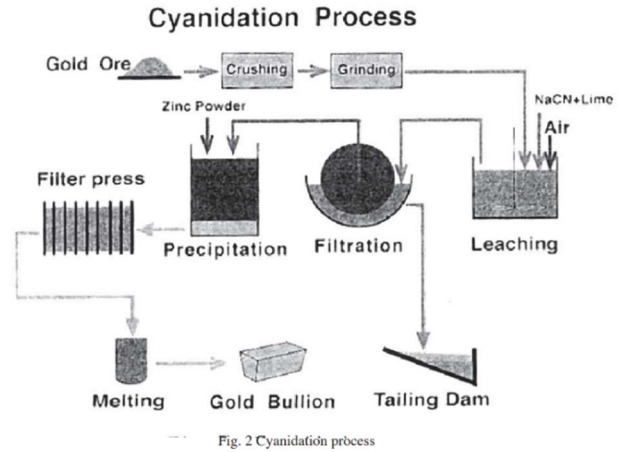 Cyanidation Process
Gold Ore
Crushing
Grinding
Zinc Powder
NaCN+Lime
Air
Filter press
Precipitation
Filtration
Leaching
Melting
Gold Bullion
Tailing Dam
Fig. 2 Cyanidation process